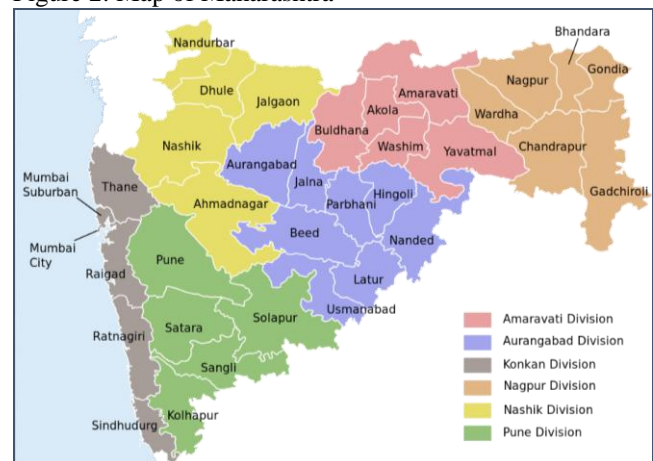 Figure 2: Map of Maharashtra
Bhandara
Nandurbar
Nagpur
Gondia
Dhule
Jalgaon
Amaravati
Akola
Wardha
Buldhana
Nashik
Washim
Yavatmal
Chandrapur
Aurangabad
Mumbai
Suburban
Thane
Jalna
Hingoli
Gadchiroli
Ahmadnagar
Parbhani
Beed
Nanded
Mumbai
City
Pune
Raigad
Latur
Usmanabad
Solapur
Satara
Ratnagiri
Sangli
Kolhapur
Sindhudurg
Amaravati Division
Aurangabad Division
Konkan Division
Nagpur Division
Nashik Division
Pune Division